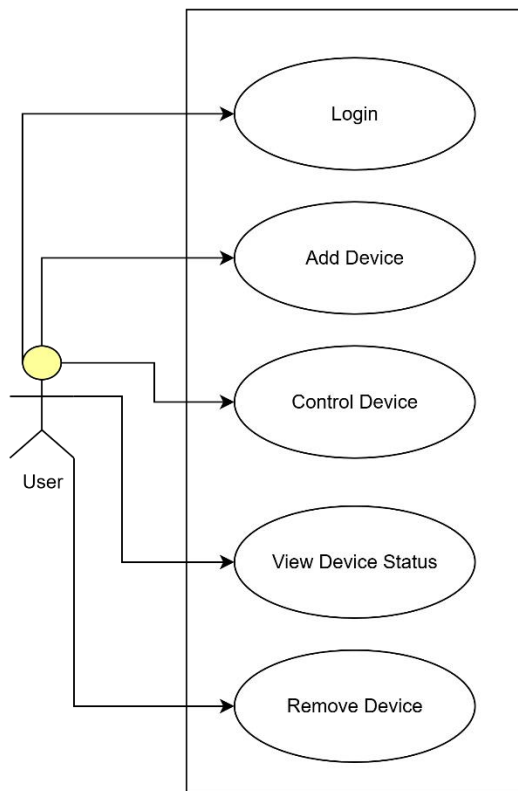 Login
Add Device
Control Device
User
View Device Status
Remove Device